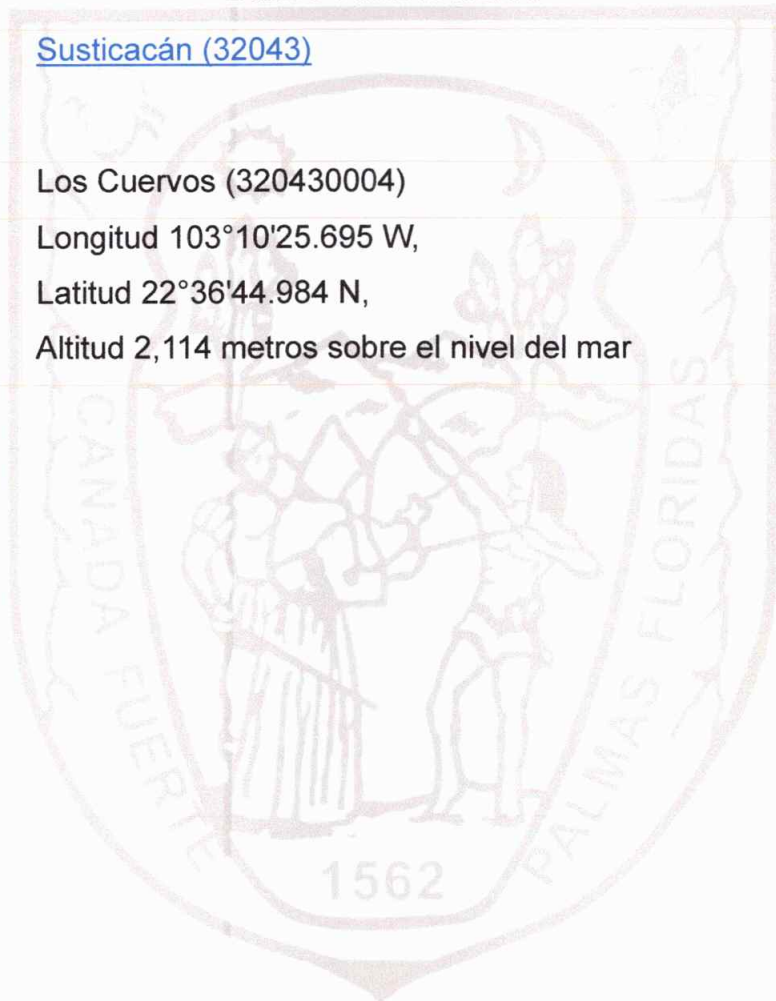 Susticacán (32043)
Los Cuervos (320430004)
Longitud 103°10'25.695 W,
Latitud 22°36'44.984 N,
Altitud 2,114 metros sobre el nivel del mar
CANADA FUERTE
PALMAS FLORIDAS
1562